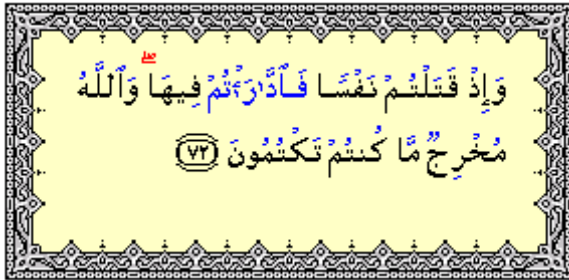 وَإِذْ قَتَلْتُمْ نَفْسًا فَٱدَّٰرَْٰٔتُمْ فِيهَا ۖ وَٱللَّهُ
مُخْرِجٌ مَّا كُنتُمْ تَكْتُمُونَ ﴿٧٢﴾